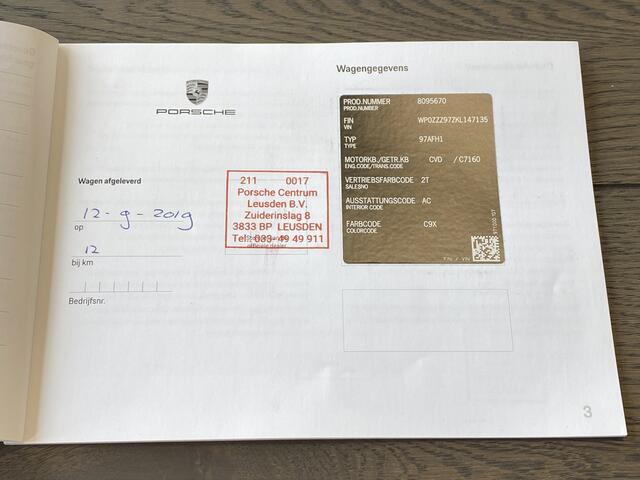 PORSCHE
Wagen afgeleverd
12-9-2019
op
12
bij km
Bedrijfsnr.
211 0017
Porsche Centrum
Leusden B.V.
Zuiderinslag 8
3833 BP LEUSDEN
Tel: 033-49 49 911
officiële dealer
Wagengegevens
PROD.NUMMER 8095670
PROD.NUMBER
FIN WP0ZZZ97ZKL147135
VIN
TYP 97AFH1
TYPE
MOTORKB./GETR.KB CVD / C7160
ENG.CODE/TRANS.CODE
VERTRIEBSFARBCODE 2T
SALESNO
AUSSTATTUNGSCODE AC
INTERIOR CODE
FARBCODE C9X
COLORCODE
3